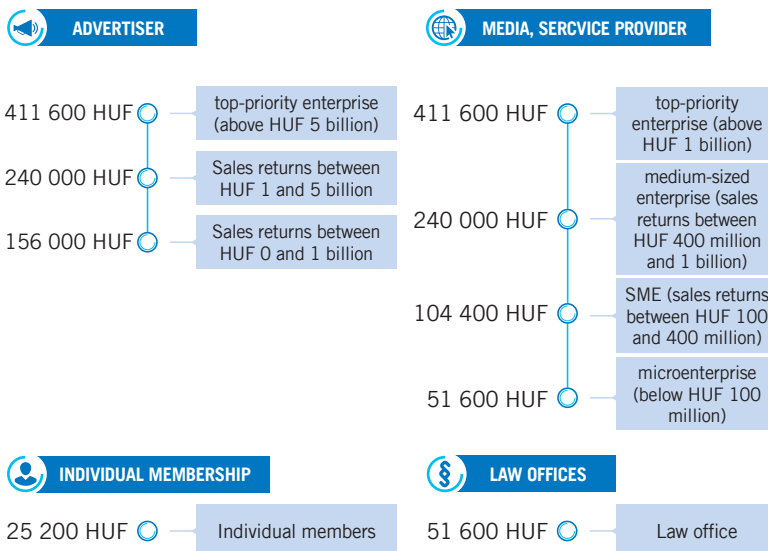 ADVERTISER
411 600 HUF
top-priority enterprise
(above HUF 5 billion)
240 000 HUF
Sales returns between
HUF 1 and 5 billion
156 000 HUF
Sales returns between
HUF 0 and 1 billion
MEDIA, SERCVICE PROVIDER
411 600 HUF
top-priority
enterprise (above
HUF 1 billion)
240 000 HUF
medium-sized
enterprise (sales
returns between
HUF 400 million
and 1 billion)
104 400 HUF
SME (sales returns
between HUF 100
and 400 million)
51 600 HUF
microenterprise
(below HUF 100
million)
INDIVIDUAL MEMBERSHIP
25 200 HUF
Individual members
§
LAW OFFICES
51 600 HUF
Law office